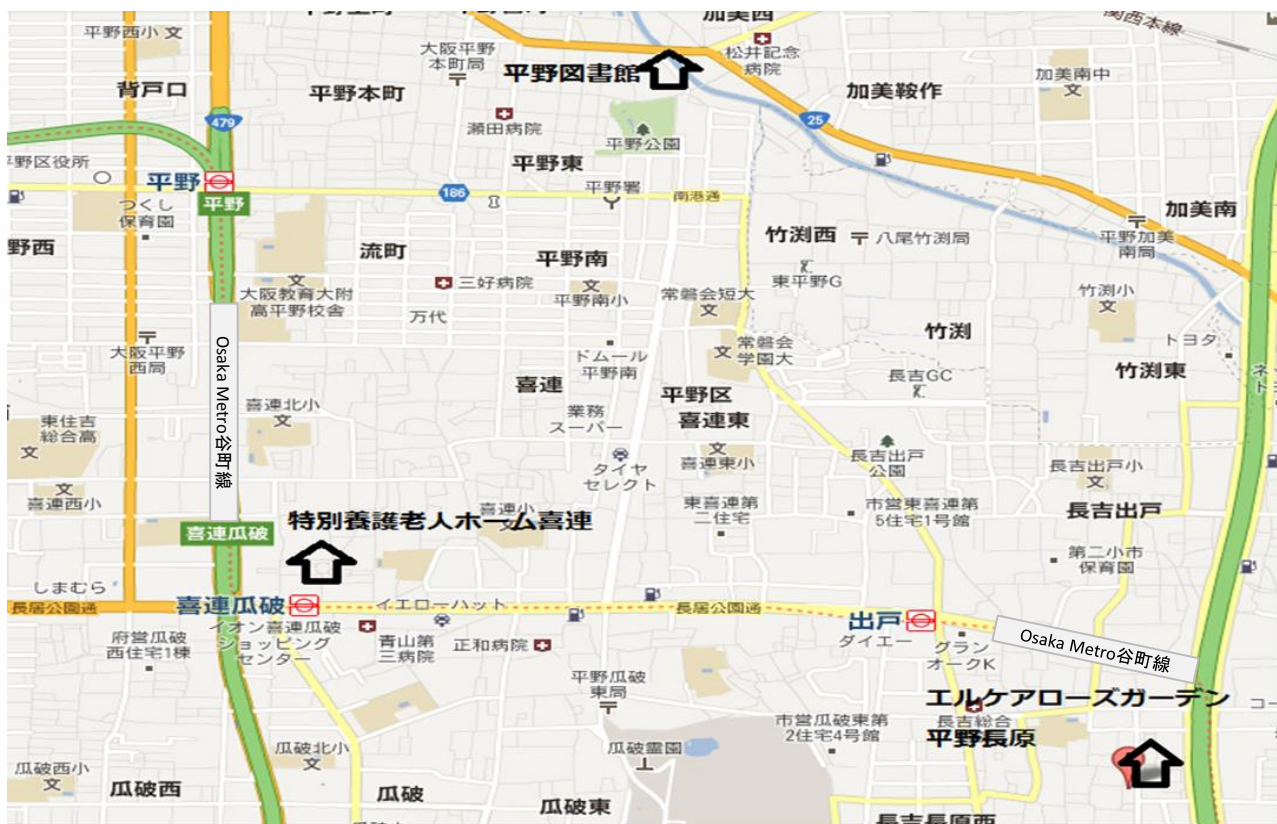 加美西
関西本線
平野西小
大阪平野
本町局
松井記念
病院
平野図書館
加美南中
背戸口
平野本町
加美鞍作
479
瀬田病院
25
平野公園
平野区役所
平野東
平野
186
平野署
南港通
平野
つくし
保育園
加美南
野西
流町
平野南
竹渕西
八尾竹渕局
平野加美
南局
三好病院
東平野G
大阪教育大附
高平野校舎
平野南小
常磐会短大
竹渕小
万代
竹渕
大阪平野
西局
Osaka Metro谷町線
ドムール
平野南
常磐会
学園大
トヨタ
喜連
長吉GC
竹渕東
平野区
喜連北小
業務
スーパー
喜連東
東住吉
総合高
タイヤ
セレクト
喜連東小
長吉出戸
公園
長吉出戸小
喜連西小
喜連小
東喜連第
二住宅
市営東喜連第
5住宅1号館
長吉出戸
特別養護老人ホーム喜連
喜連瓜破
第二小市
保育園
しまむら
長居公園通
喜連瓜破
イエローハット
長居公園通
出戸
ダイエー
グラン
オークK
Osaka Metro谷町線
府営瓜破
西住宅1棟
イオン喜連瓜破
ショッピング
センター
青山第
三病院
正和病院
平野瓜破
東局
エルケアローズガーデン
平野長原
長吉総合
市営瓜破東第
2住宅4号館
瓜破北小
瓜破霊園
瓜破西小
瓜破西
瓜破
瓜破東
長吉長原西